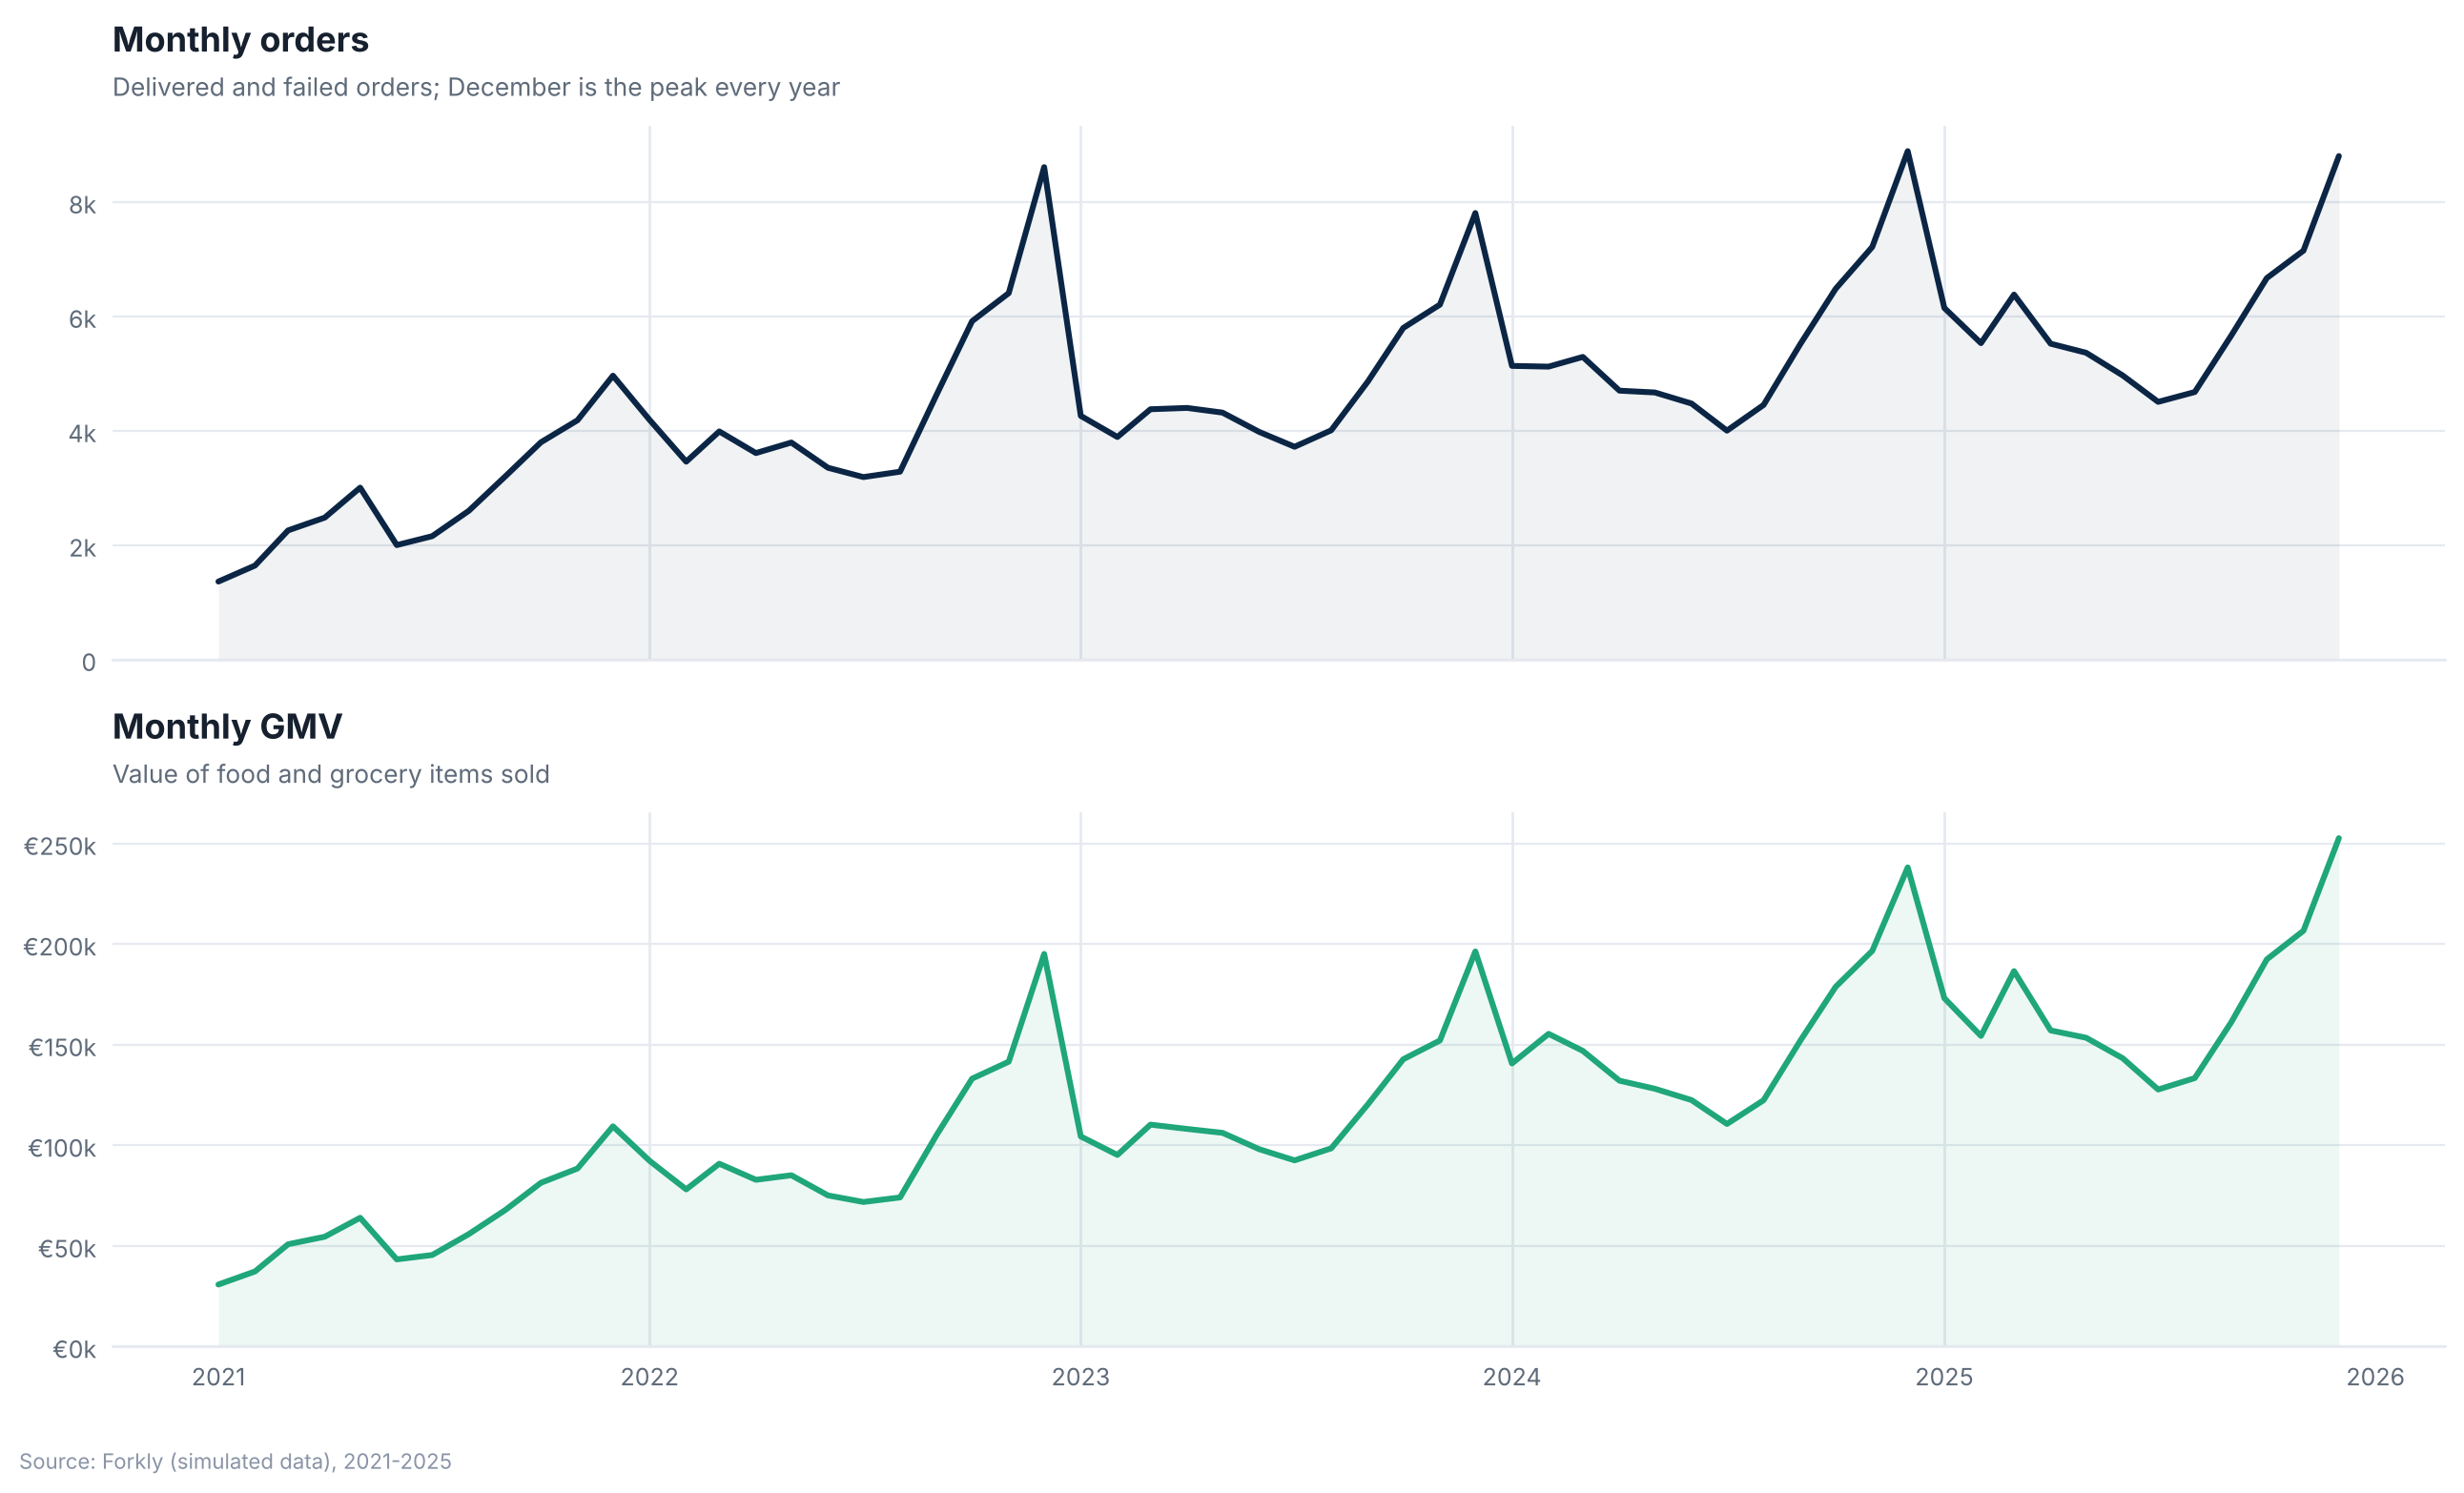 Monthly orders
Delivered and failed orders; December is the peak every year
8k
6k
4k
2k
0
Monthly GMV
Value of food and grocery items sold
€250k
€200k
€150k
€100k
€50k
€0k
2021 2022 2023 2024 2025 2026
Source: Forkly (simulated data), 2021-2025